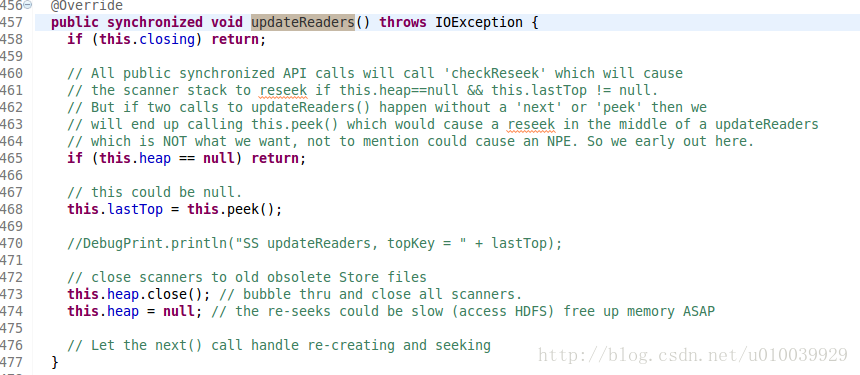 456 @Override
457 public synchronized void updateReaders() throws IOException {
458 if (this.closing) return;
459
460 // All public synchronized API calls will call 'checkReseek' which will cause
461 // the scanner stack to reseek if this.heap==null && this.lastTop != null.
462 // But if two calls to updateReaders() happen without a 'next' or 'peek' then we
463 // will end up calling this.peek() which would cause a reseek in the middle of a updateReaders
464 // which is NOT what we want, not to mention could cause an NPE. So we early out here.
465 if (this.heap == null) return;
466
467 // this could be null.
468 this.lastTop = this.peek();
469
470 //DebugPrint.println("SS updateReaders, topKey = " + lastTop);
471
472 // close scanners to old obsolete Store files
473 this.heap.close(); // bubble thru and close all scanners.
474 this.heap = null; // the re-seeks could be slow (access HDFS) free up memory ASAP
475
476 // Let the next() call handle re-creating and seeking
477 }
http://blog.csdn.net/u010039929